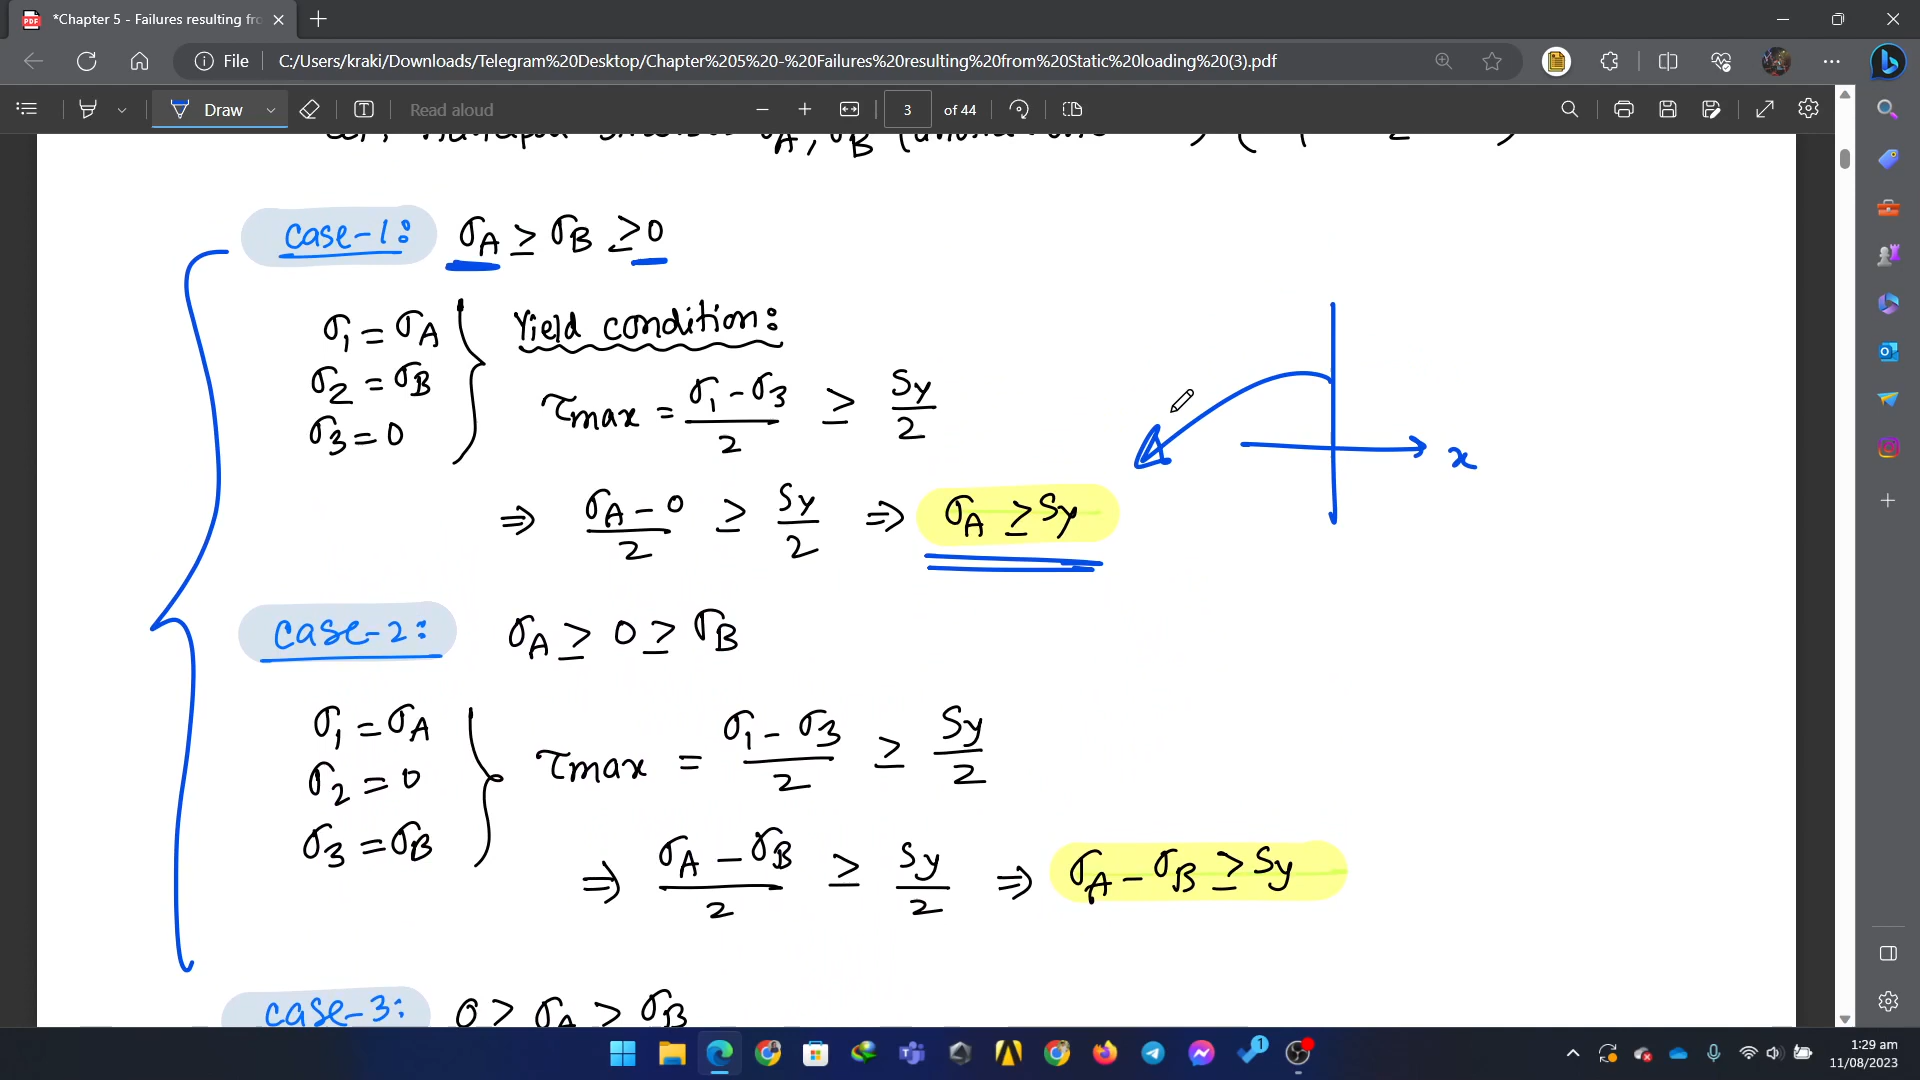 *Chapter 5 - Failures resulting fro
File
C:/Users/kraki/Downloads/Telegram%20Desktop/Chapter%205%20-%20Failures%20resulting%20from%20Static%20loading%20(3).pdf
Draw
Read aloud
3 of 44
σA, σB
case-1: σA ≥ σB ≥ 0
σ1 = σA
σ2 = σB
σ3 = 0
Yield condition:
τmax = (σ1 - σ3)/2 ≥ Sy/2
⇒ (σA - 0)/2 ≥ Sy/2 ⇒ σA ≥ Sy
x
case-2: σA ≥ 0 ≥ σB
σ1 = σA
σ2 = 0
σ3 = σB
τmax = (σ1 - σ3)/2 ≥ Sy/2
⇒ (σA - σB)/2 ≥ Sy/2 ⇒ σA - σB ≥ Sy
case-3: 0 > σA > σB
1
1:29 am
11/08/2023